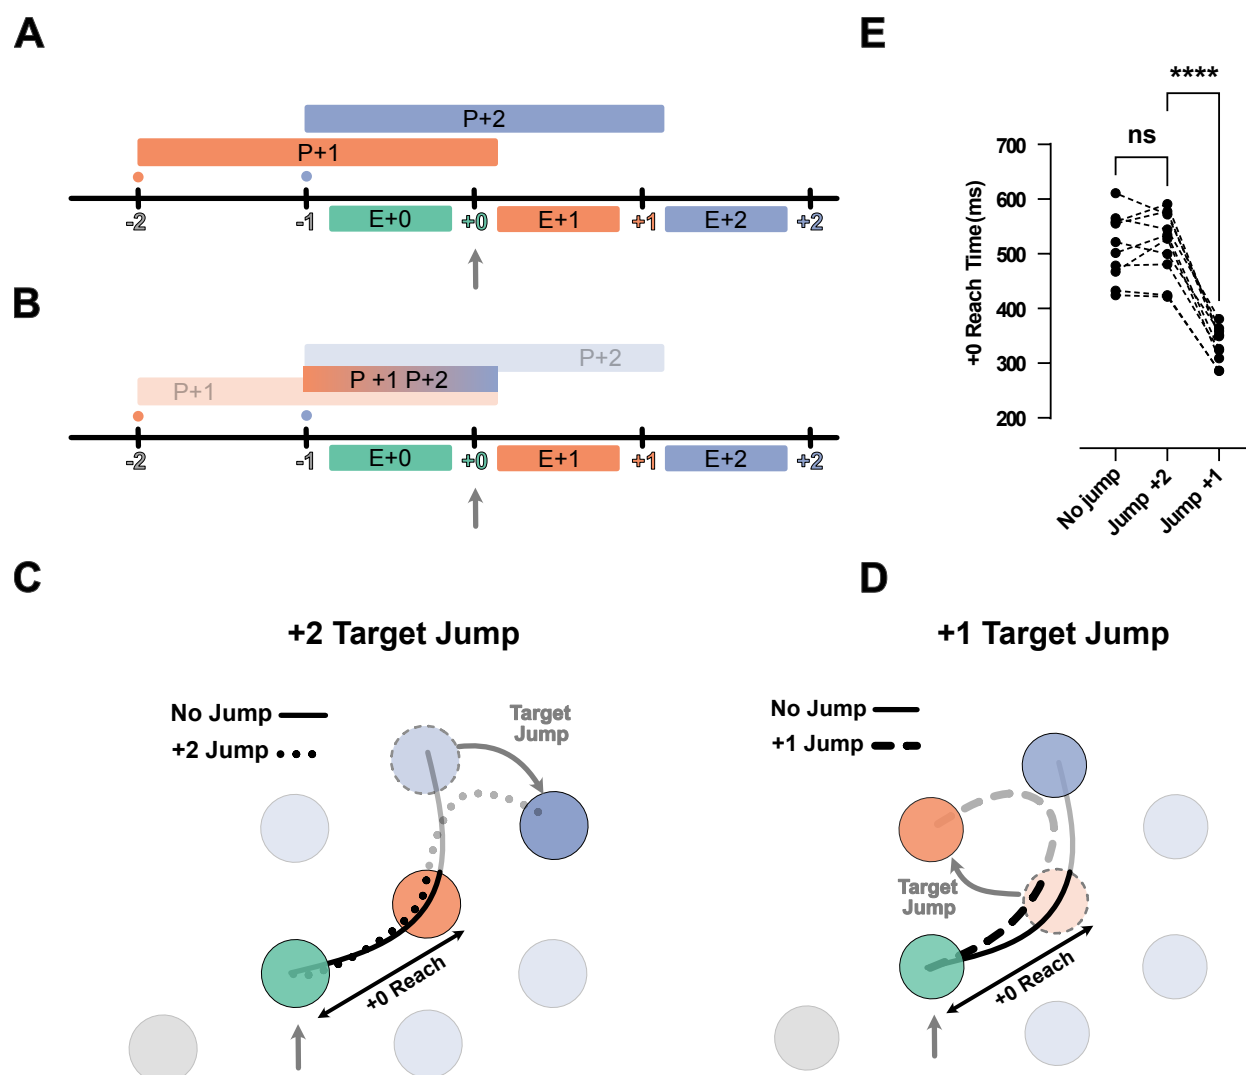 A
P+2
P+1
-2
-1
E+0
+0
E+1
+1
E+2
+2
B
P+2
P +1 P+2
P+1
-2
-1
E+0
+0
E+1
+1
E+2
+2
E
****
ns
700
600
500
400
300
200
+0 Reach Time(ms)
No jump
Jump +2
Jump +1
C
+2 Target Jump
No Jump
+2 Jump
Target
Jump
+0 Reach
D
+1 Target Jump
No Jump
+1 Jump
Target
Jump
+0 Reach